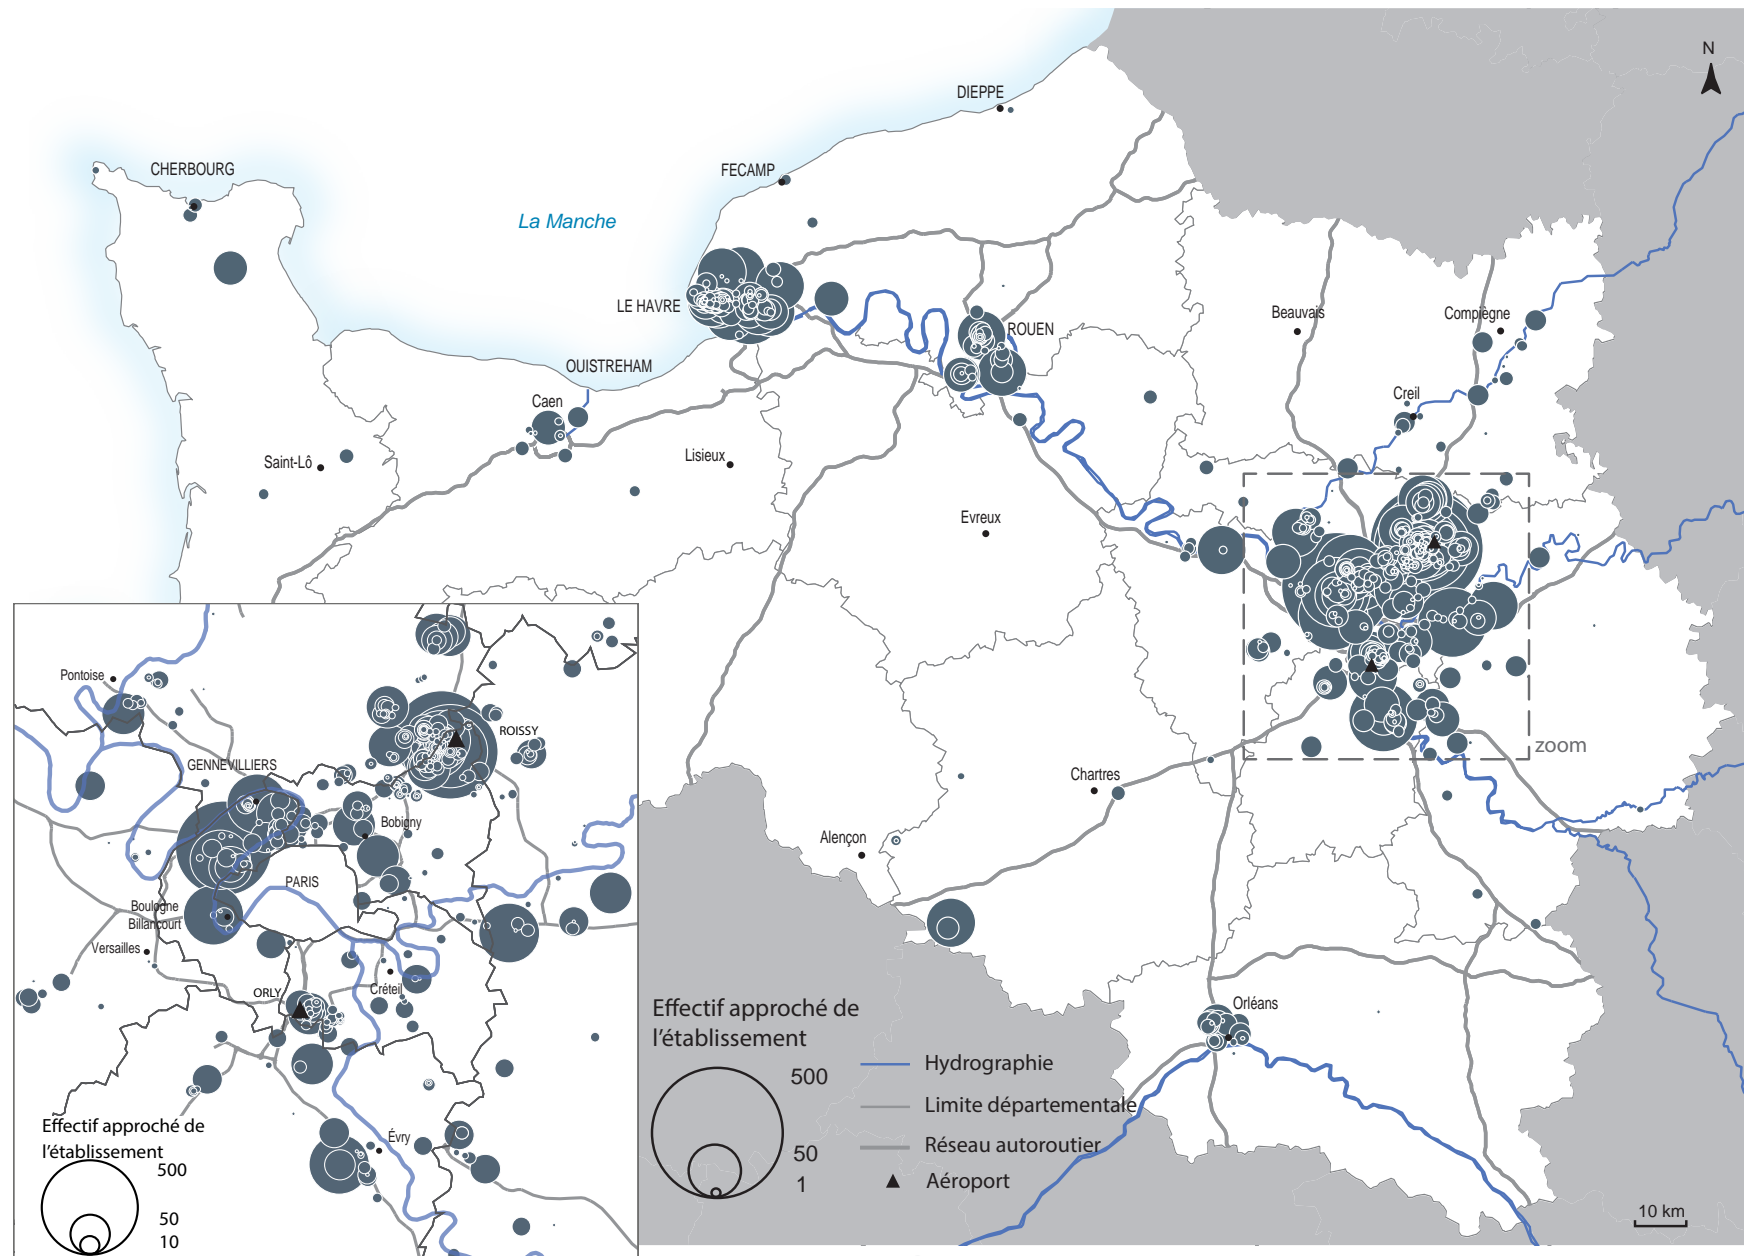 N
DIEPPE
CHERBOURG
FECAMP
La Manche
LE HAVRE
ROUEN
Beauvais
Compiègne
OUISTREHAM
Caen
Creil
Saint-Lô
Lisieux
Evreux
zoom
Chartres
Alençon
Orléans
Pontoise
ROISSY
GENNEVILLIERS
Bobigny
PARIS
Boulogne
Billancourt
Versailles
ORLY
Créteil
Évry
Effectif approché de
l'établissement
500
50
10
Effectif approché de
l'établissement
500
50
1
Hydrographie
Limite départementale
Réseau autoroutier
Aéroport
10 km